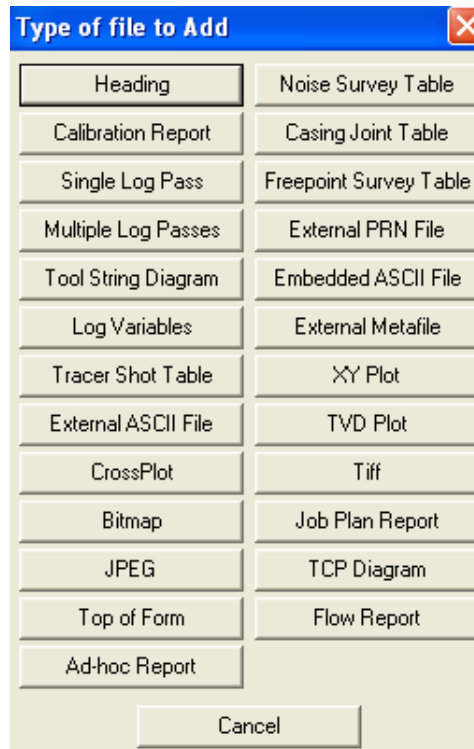 Type of file to Add
Heading
Noise Survey Table
Calibration Report
Casing Joint Table
Single Log Pass
Freepoint Survey Table
Multiple Log Passes
External PRN File
Tool String Diagram
Embedded ASCII File
Log Variables
External Metafile
Tracer Shot Table
XY Plot
External ASCII File
TVD Plot
CrossPlot
Tiff
Bitmap
Job Plan Report
JPEG
TCP Diagram
Top of Form
Flow Report
Ad-hoc Report
Cancel